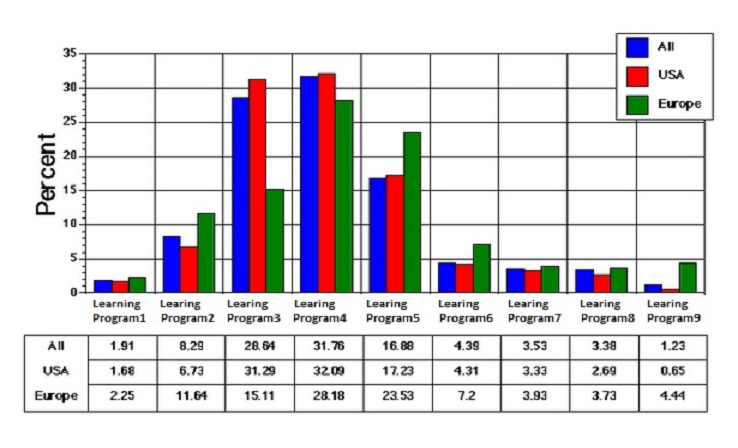 35
30
25
20
15
10
5
0
Percent
All
USA
Europe
Learning Program1
Learing Program2
Learing Program3
Learing Program4
Learing Program5
Learing Program6
Learing Program7
Learing Program8
Learing Program9
All 1.91 8.29 28.64 31.76 16.88 4.39 3.53 3.38 1.23
USA 1.68 6.73 31.29 32.09 17.23 4.31 3.33 2.69 0.65
Europe 2.25 11.64 15.11 28.18 23.53 7.2 3.93 3.73 4.44